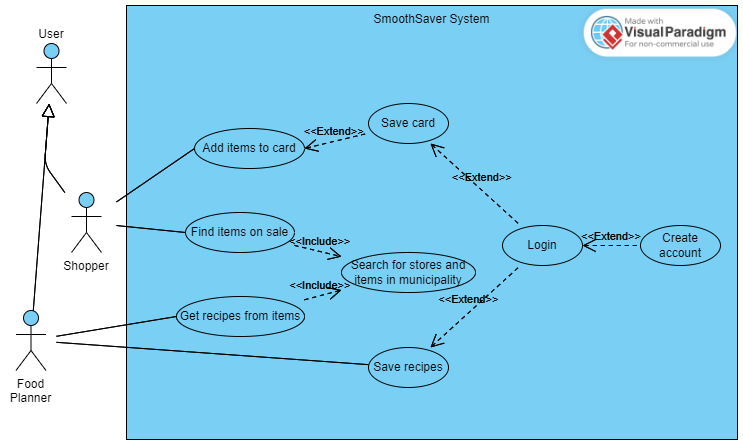 SmoothSaver System
Made with
VisualParadigm
For non-commercial use
User
Save card
<<Extend>>
Add items to card
<<Extend>>
Shopper
Find items on sale
<<Include>>
Login
<<Extend>>
Create
account
Search for stores and
items in municipality
<<Include>>
<<Extend>>
Get recipes from items
Save recipes
Food
Planner